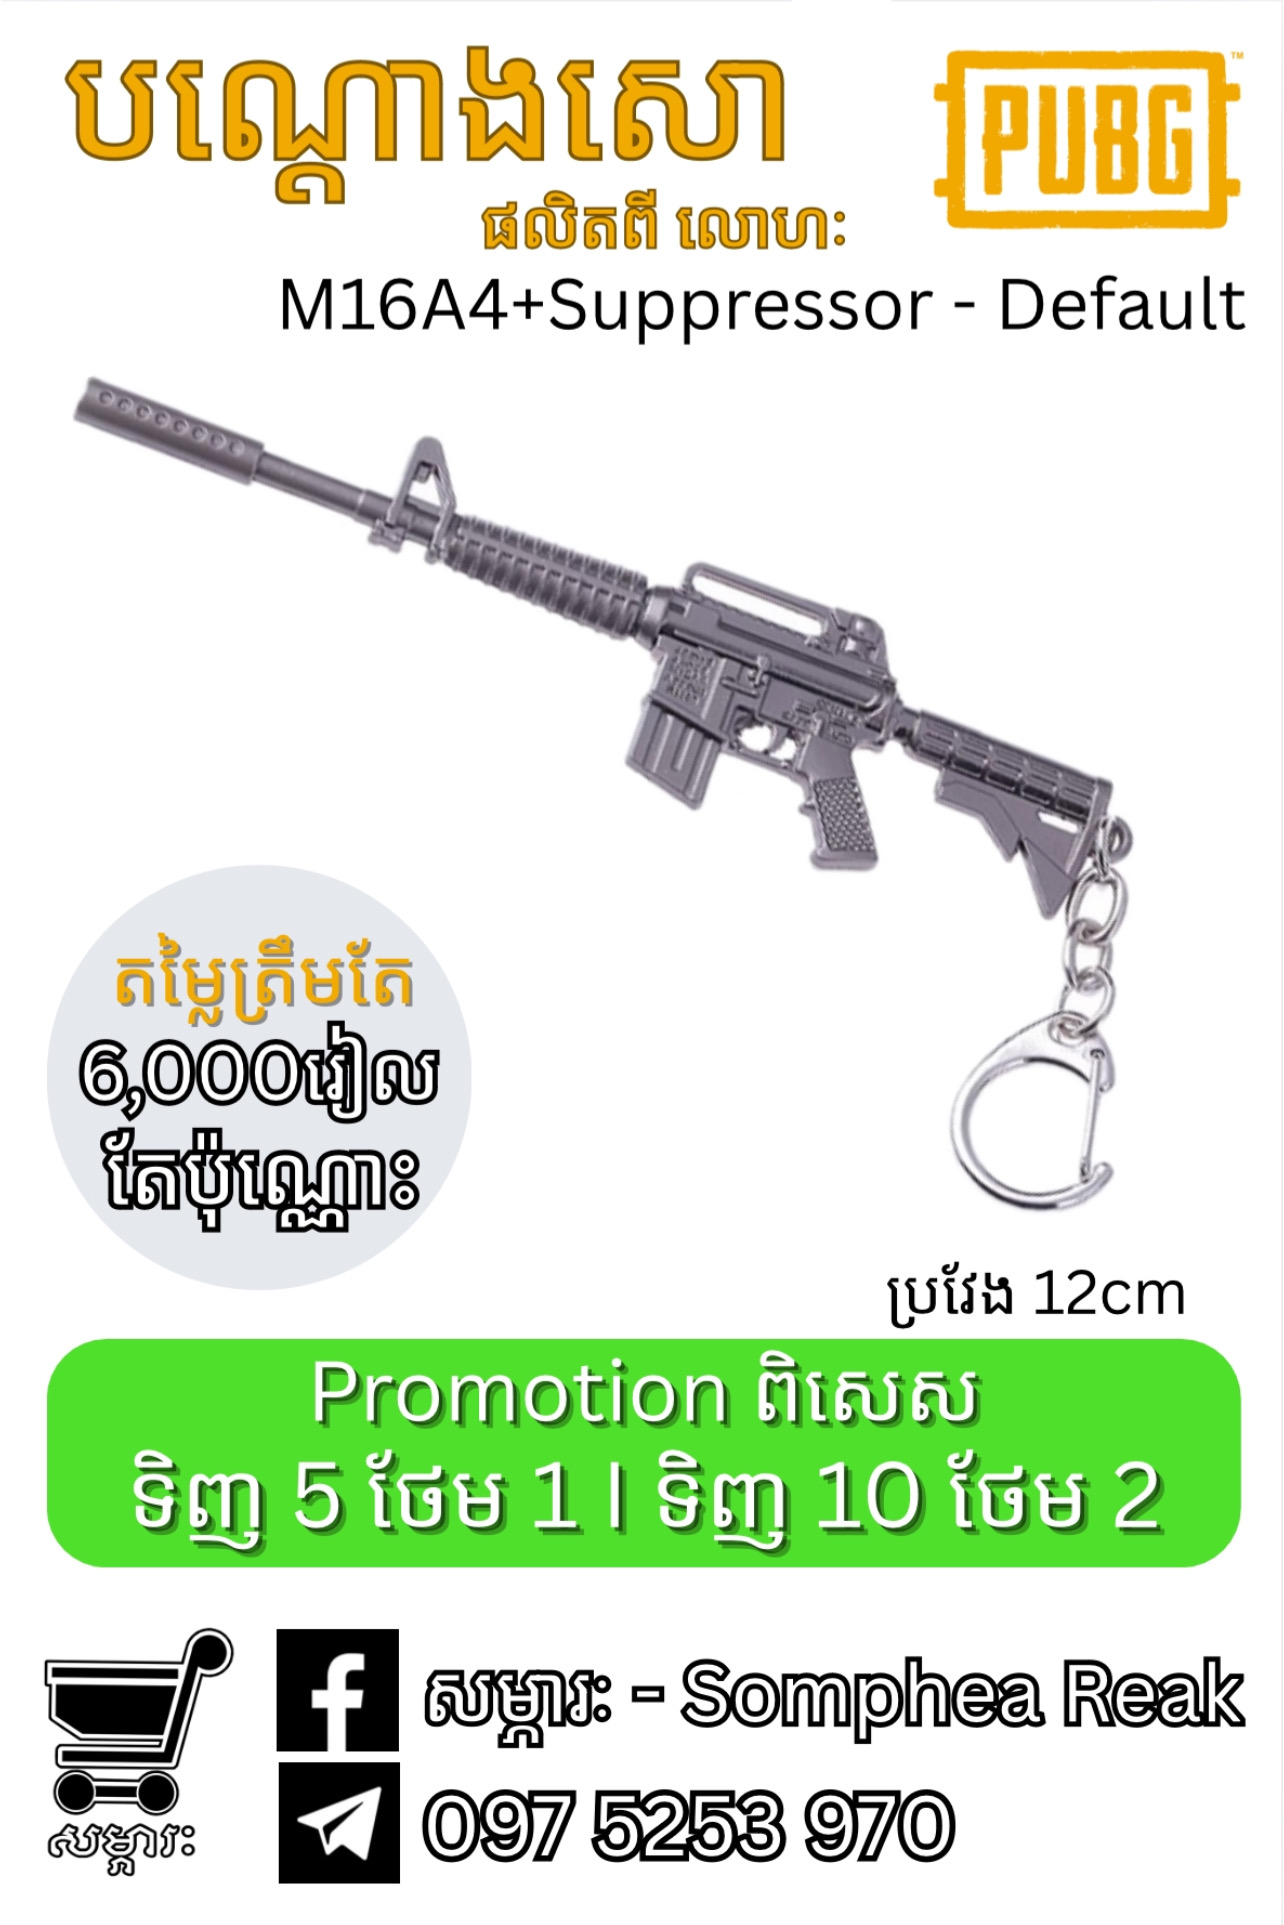 បណ្តោងសោ
PUBG
™
ផលិតពី លោហៈ
M16A4+Suppressor - Default
តម្លៃត្រឹមតែ
6,000រៀល
តែប៉ុណ្ណោះ
ប្រវែង 12cm
Promotion ពិសេស
ទិញ 5 ថែម 1 | ទិញ 10 ថែម 2
សម្ភារៈ - Somphea Reak
097 5253 970
សម្ភារៈ